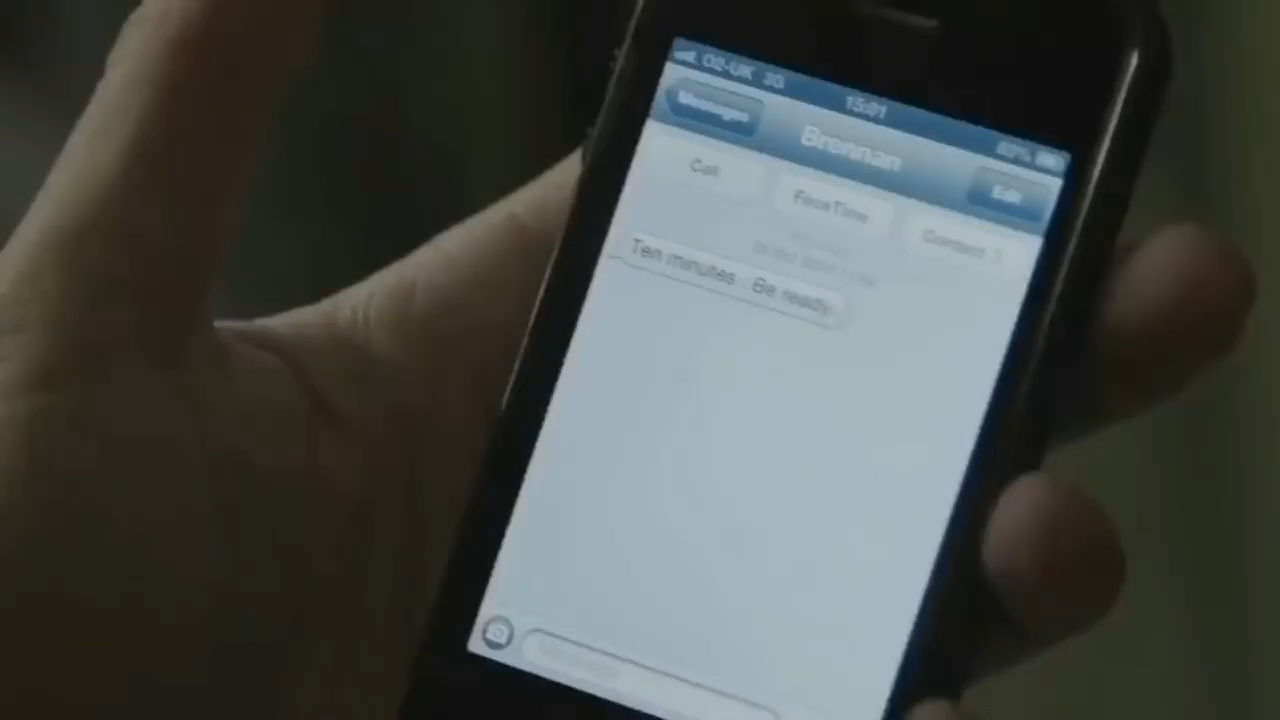 O2-UK 3G
15:01
Messages
Brennan
Edit
Call
FaceTime
Contact
Ten minutes . Be ready